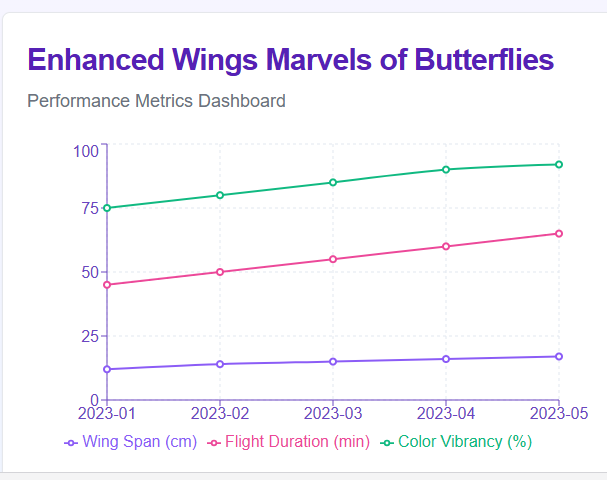 Enhanced Wings Marvels of Butterflies
Performance Metrics Dashboard
100
75
50
25
0
2023-01 2023-02 2023-03 2023-04 2023-05
Wing Span (cm) Flight Duration (min) Color Vibrancy (%)